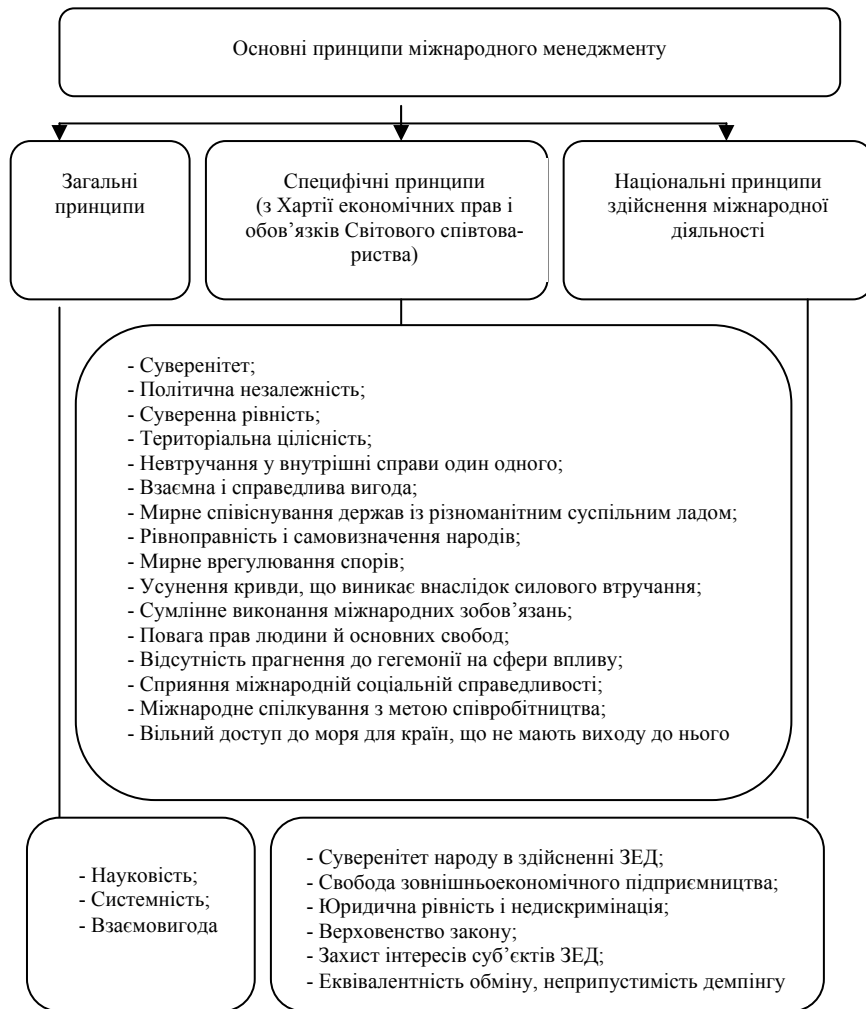 Основні принципи міжнародного менеджменту
Загальні
принципи
Специфічні принципи
(з Хартії економічних прав і
обов’язків Світового співтова-
риства)
Національні принципи
здійснення міжнародної
діяльності
- Суверенітет;
- Політична незалежність;
- Суверенна рівність;
- Територіальна цілісність;
- Невтручання у внутрішні справи один одного;
- Взаємна і справедлива вигода;
- Мирне співіснування держав із різноманітним суспільним ладом;
- Рівноправність і самовизначення народів;
- Мирне врегулювання спорів;
- Усунення кривди, що виникає внаслідок силового втручання;
- Сумлінне виконання міжнародних зобов’язань;
- Повага прав людини й основних свобод;
- Відсутність прагнення до гегемонії на сфери впливу;
- Сприяння міжнародній соціальній справедливості;
- Міжнародне спілкування з метою співробітництва;
- Вільний доступ до моря для країн, що не мають виходу до нього
- Науковість;
- Системність;
- Взаємовигода
- Суверенітет народу в здійсненні ЗЕД;
- Свобода зовнішньоекономічного підприємництва;
- Юридична рівність і недискримінація;
- Верховенство закону;
- Захист інтересів суб’єктів ЗЕД;
- Еквівалентність обміну, неприпустимість демпінгу